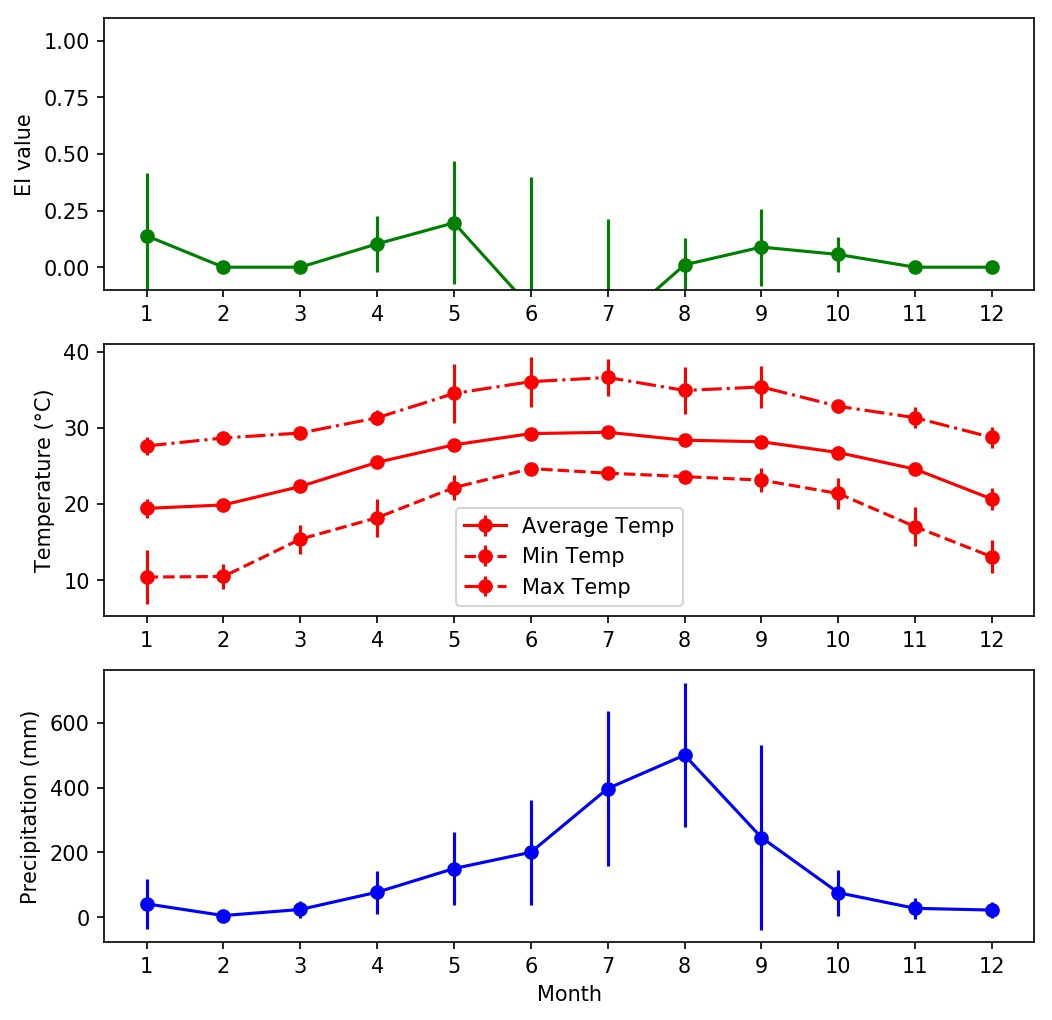 1.00
0.75
0.50
0.25
0.00
EI value
1 2 3 4 5 6 7 8 9 10 11 12
40
30
20
10
Temperature (°C)
Average Temp
Min Temp
Max Temp
1 2 3 4 5 6 7 8 9 10 11 12
600
400
200
0
Precipitation (mm)
1 2 3 4 5 6 7 8 9 10 11 12
Month